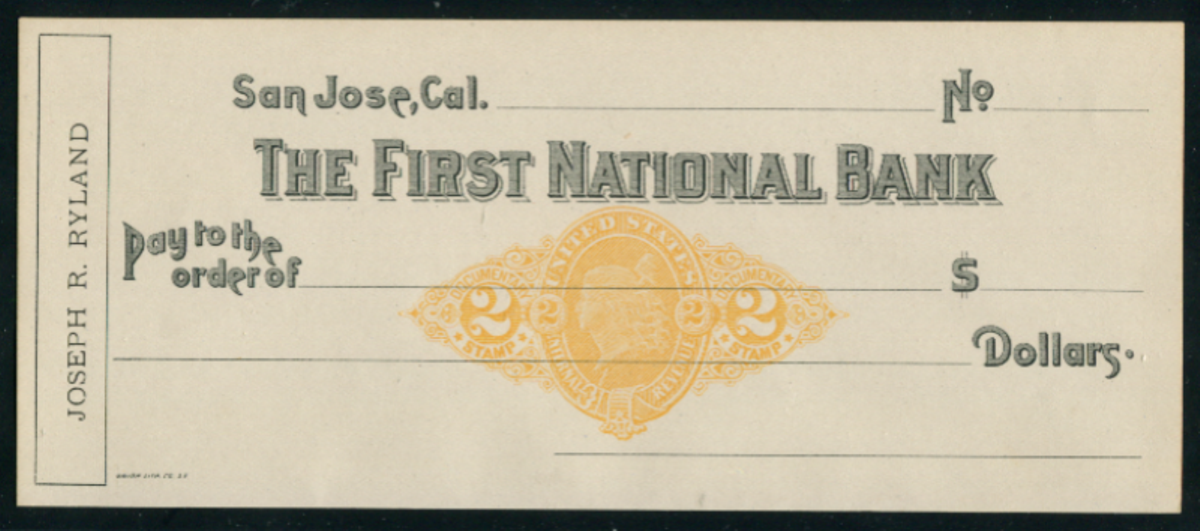 San Jose, Cal. No
THE FIRST NATIONAL BANK
Pay to the
order of $
Dollars.
JOSEPH R. RYLAND
UNITED STATES
INTERNAL REVENUE
DOCUMENTARY
2
STAMP
2
2
DOCUMENTARY
2
STAMP